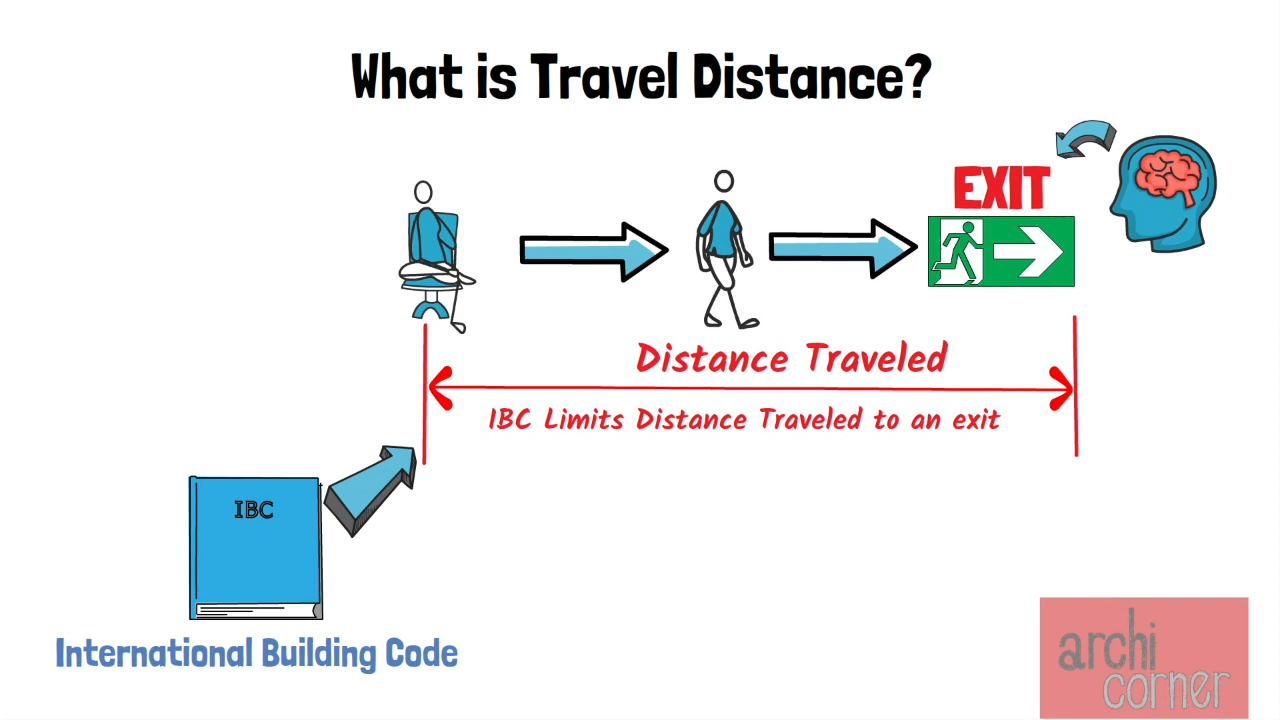 What is Travel Distance?
EXIT
Distance Traveled
IBC Limits Distance Traveled to an exit
IBC
International Building Code
archi
corner